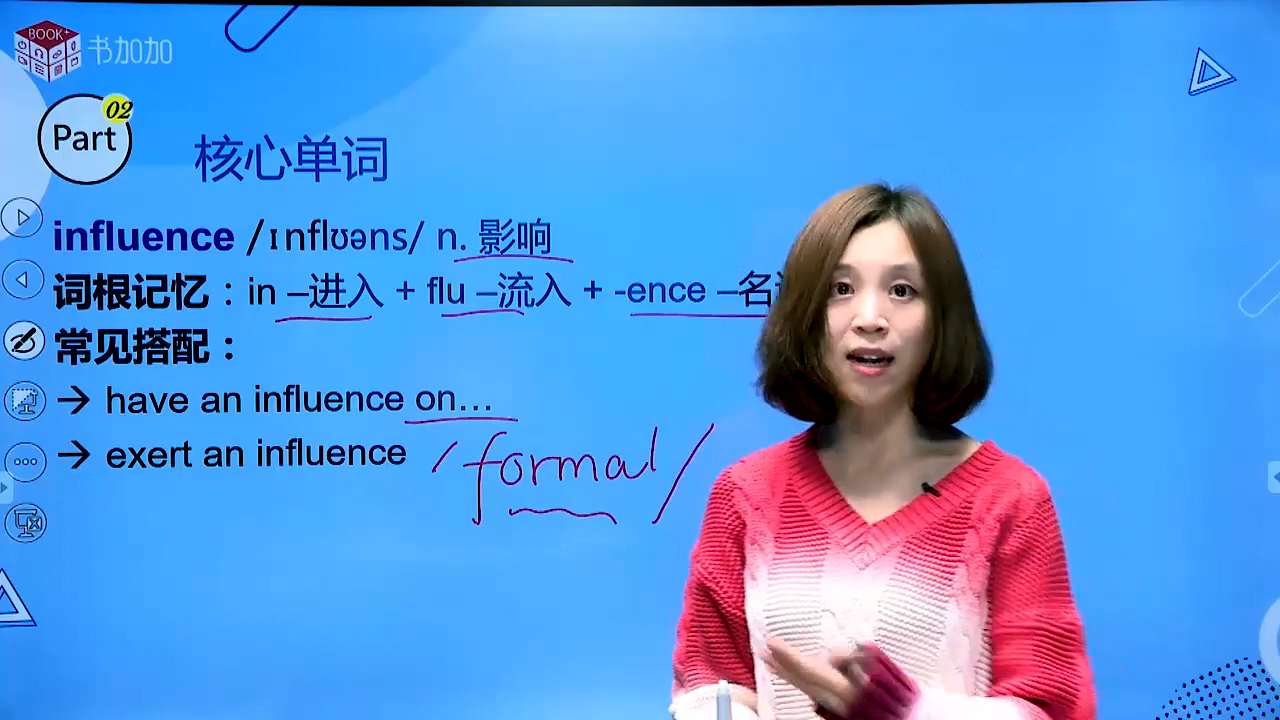 BOOK+
书加加
Part 02
核心单词
influence /ɪnflʊəns/ n. 影响
词根记忆：in –进入 + flu –流入 + -ence –名
常见搭配：
→ have an influence on…
→ exert an influence /formal/